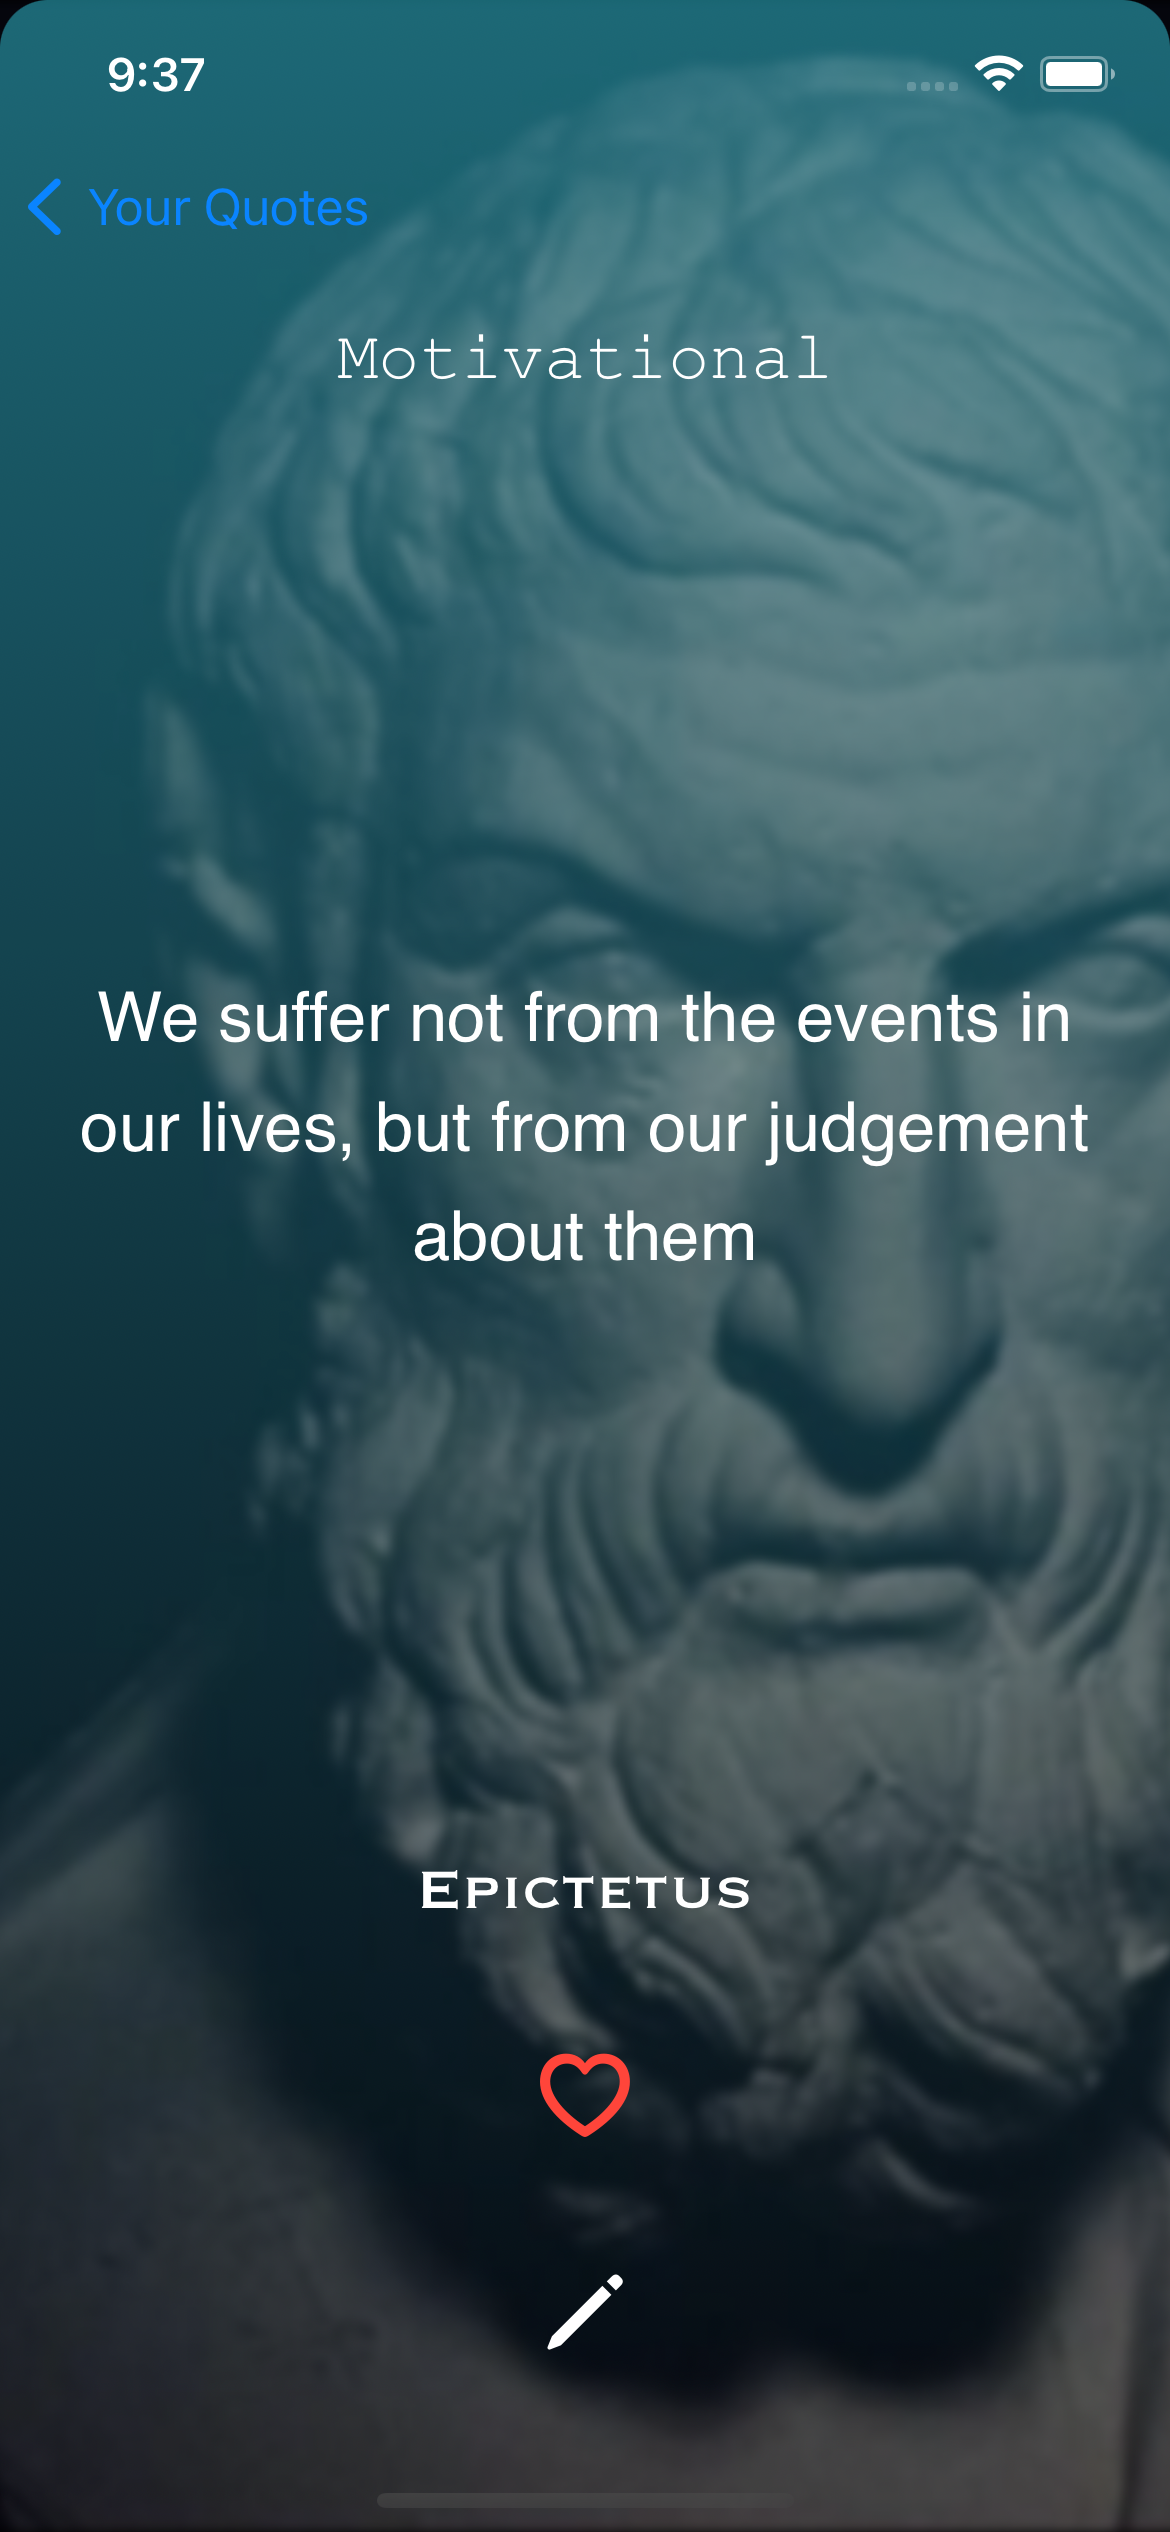 9:37
Your Quotes
Motivational
We suffer not from the events in
our lives, but from our judgement
about them
EPICTETUS